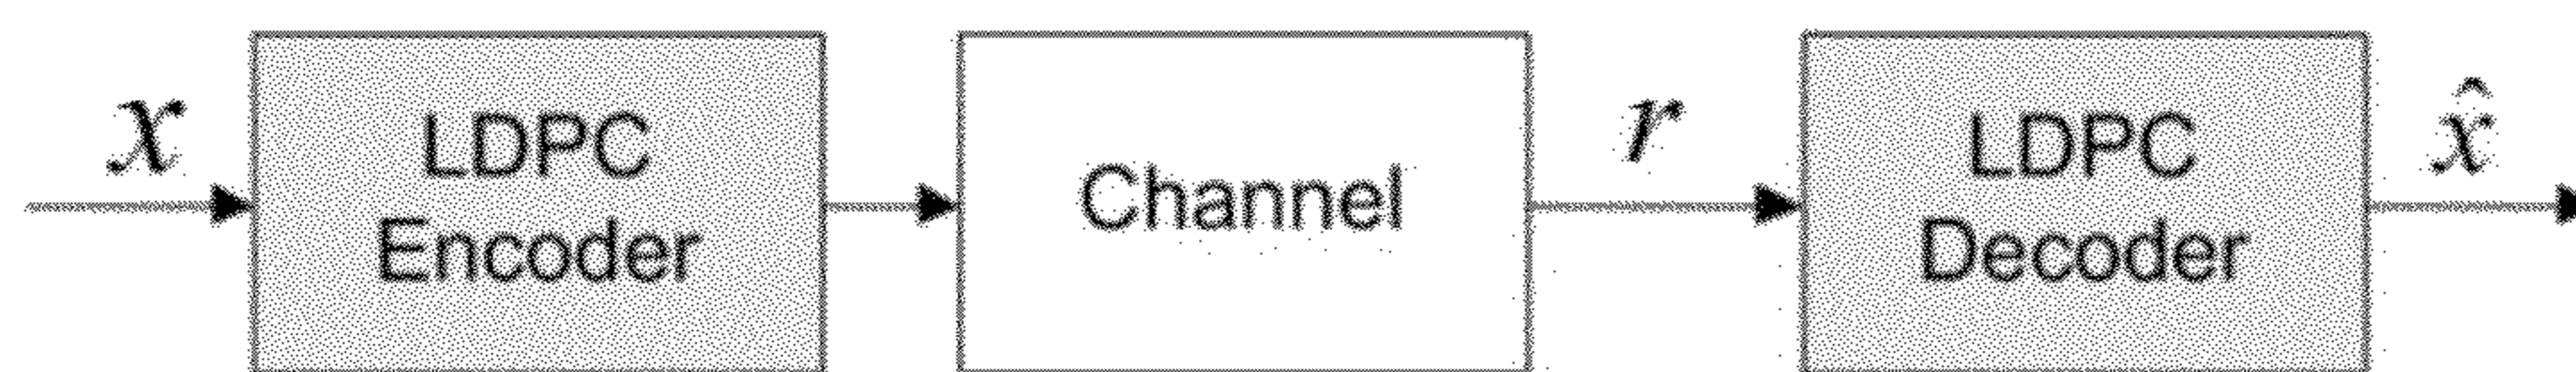 x
LDPC
Encoder
Channel
r
LDPC
Decoder
x̂